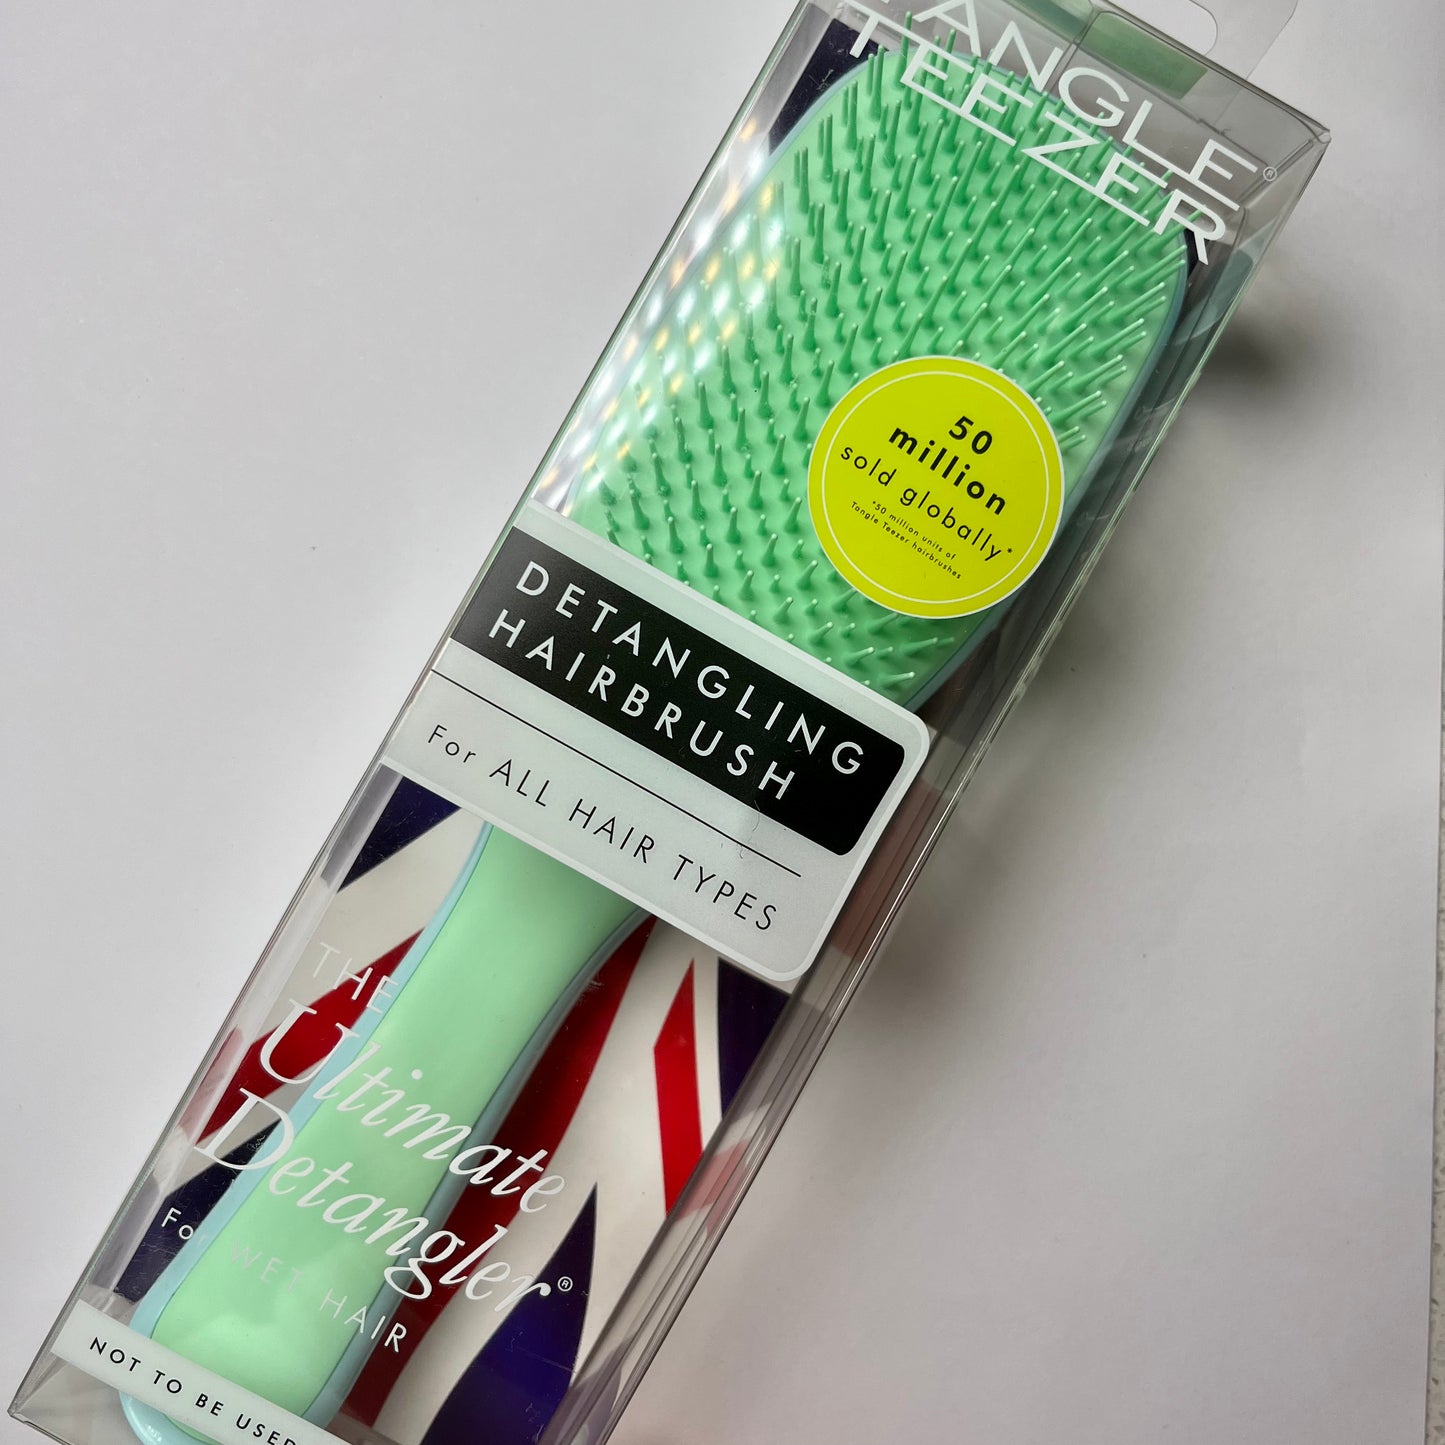 TANGLE
TEEZER®
50
million
sold globally*
*50 million units of
Tangle Teezer hairbrushes
DETANGLING
HAIRBRUSH
For ALL HAIR TYPES
THE
Ultimate
Detangler®
For WET HAIR
NOT TO BE USED